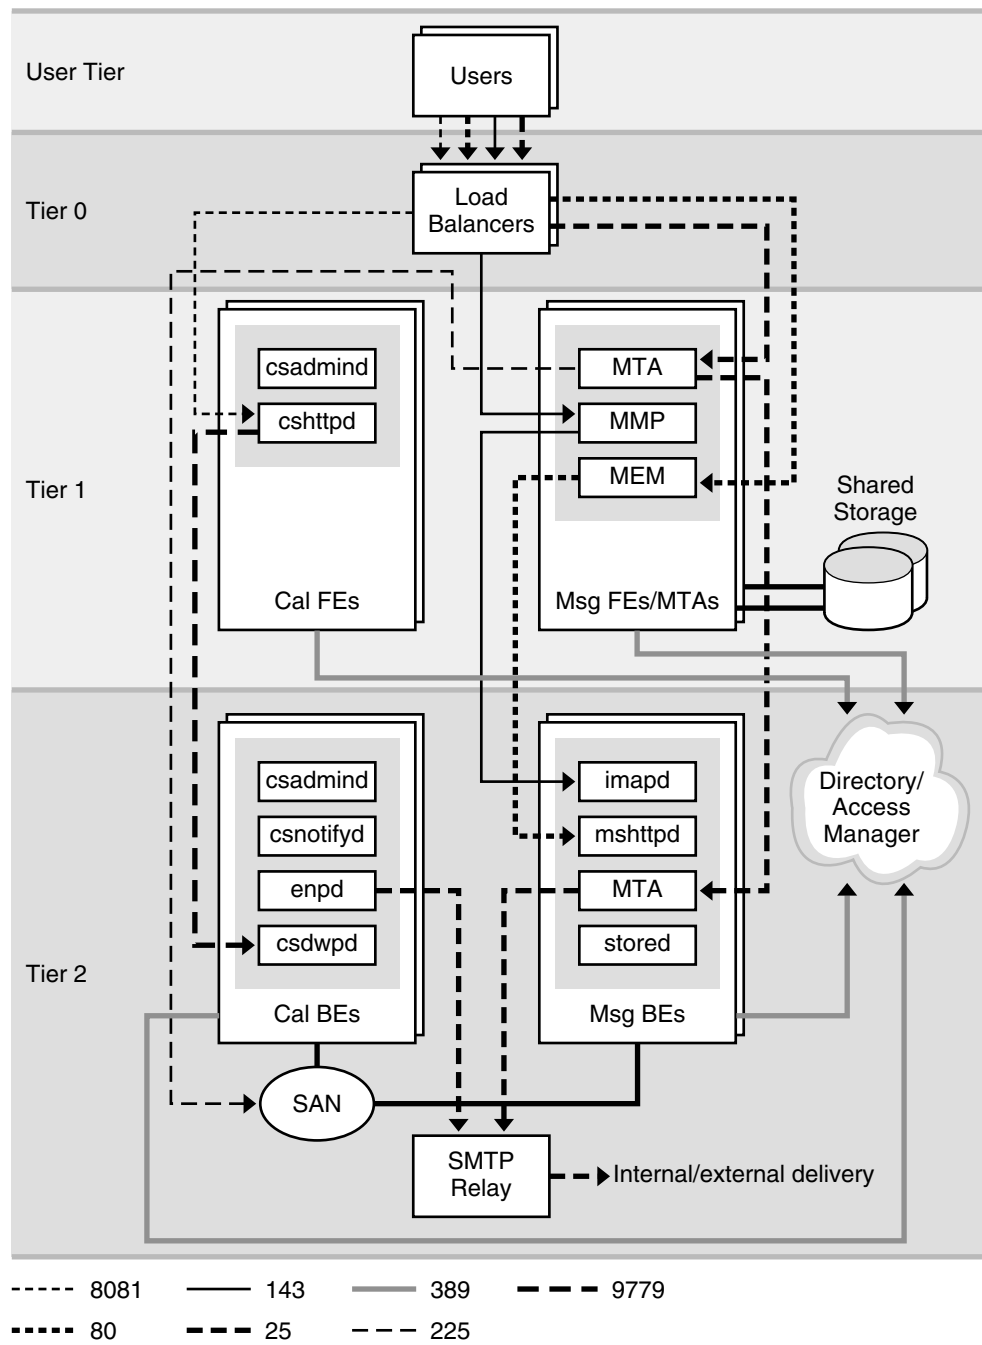 User Tier
Users
Tier 0
Load
Balancers
Tier 1
csadmind
cshttpd
Cal FEs
MTA
MMP
MEM
Msg FEs/MTAs
Shared
Storage
Tier 2
csadmind
csnotifyd
enpd
csdwpd
Cal BEs
imapd
mshttpd
MTA
stored
Msg BEs
Directory/
Access
Manager
SAN
SMTP
Relay
Internal/external delivery
8081
143
389
9779
80
25
225